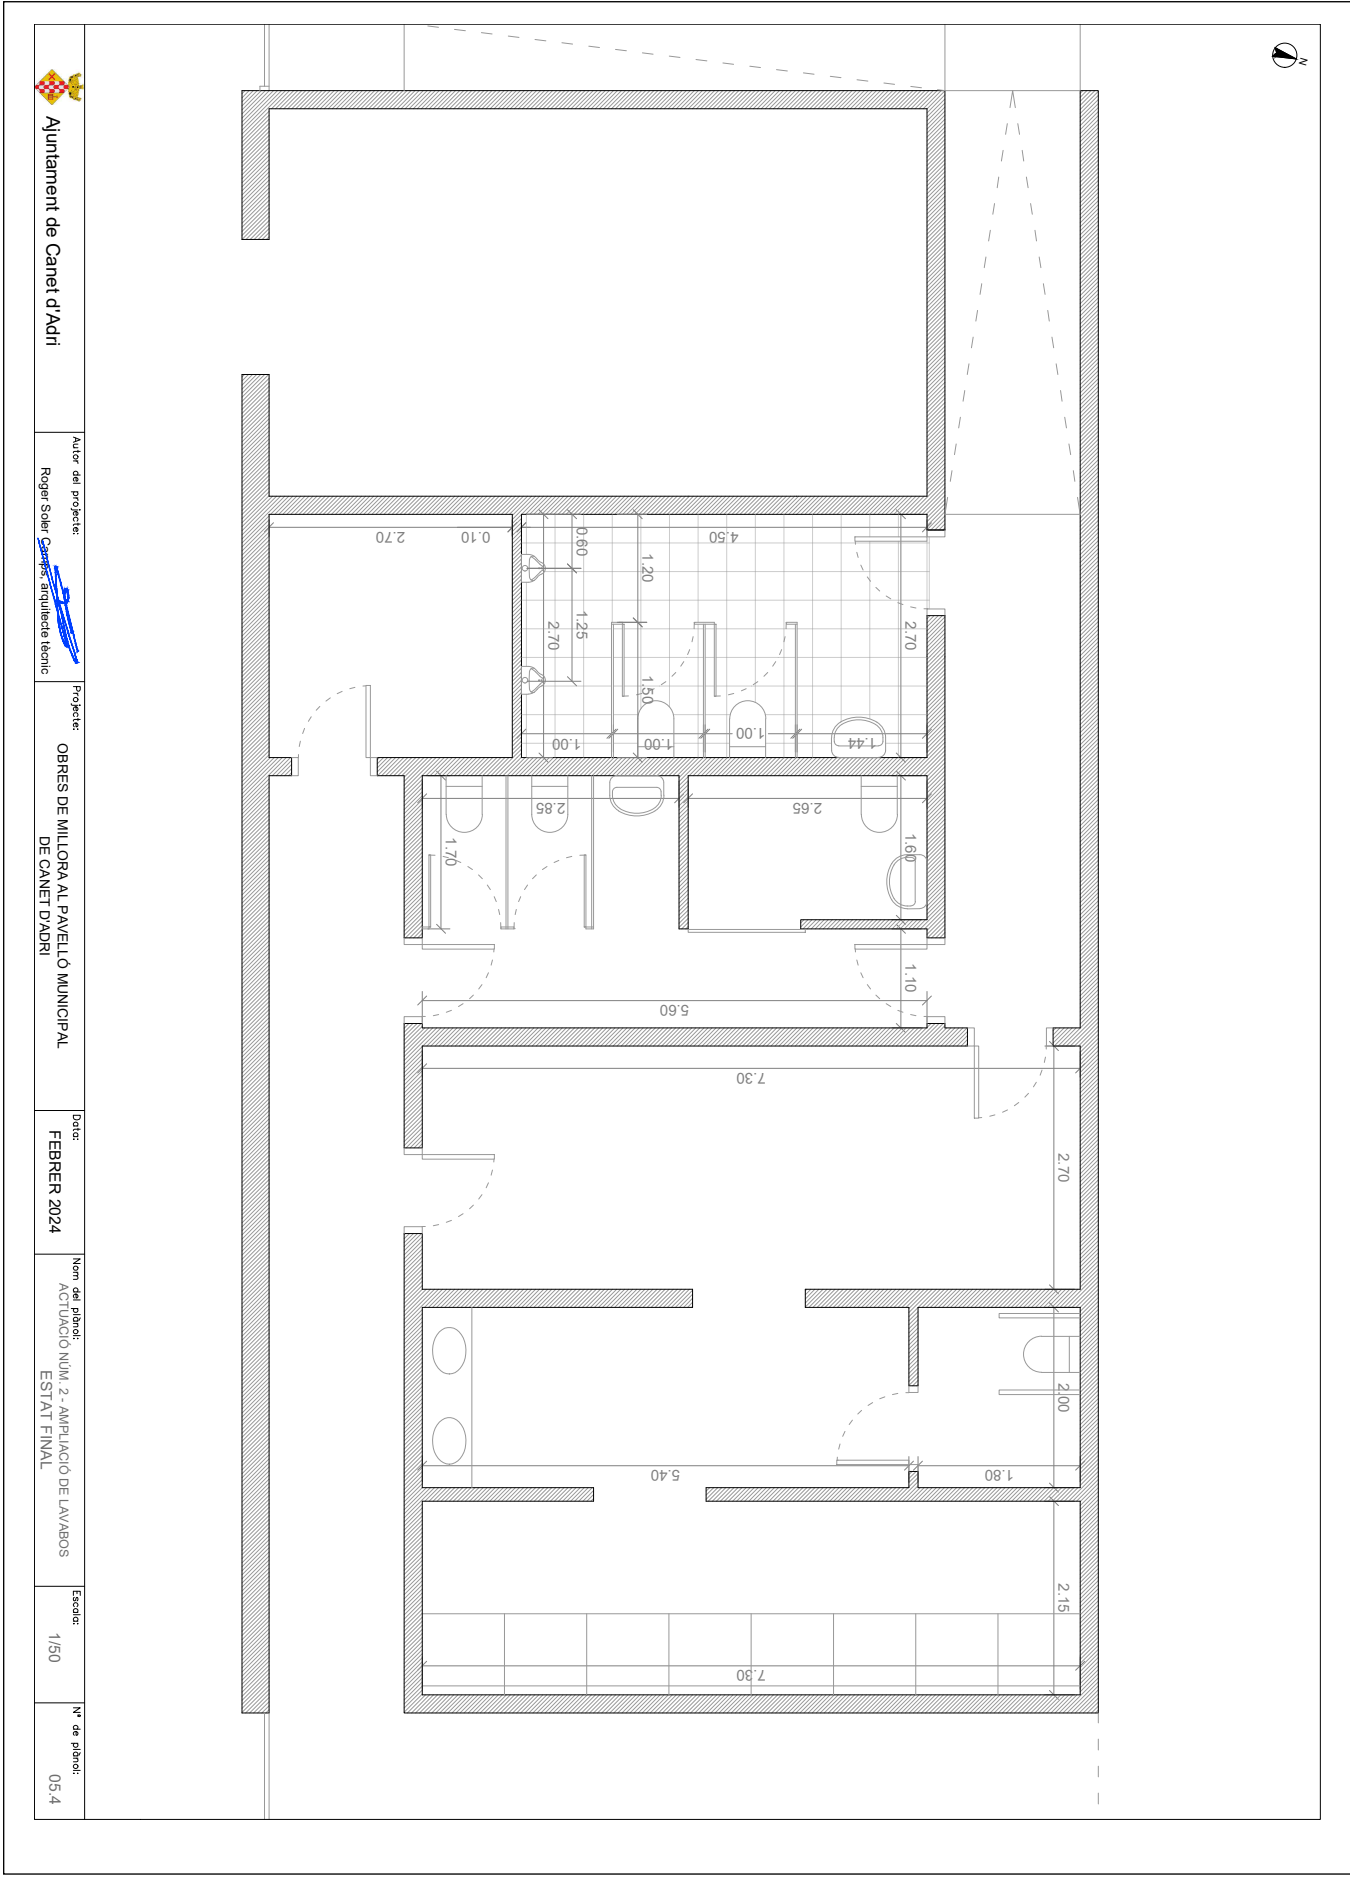 N
Ajuntament de Canet d'Adri
Autor del projecte:
Roger Soler Camps, arquitecte tècnic
Projecte:
OBRES DE MILLORA AL PAVELLÓ MUNICIPAL
DE CANET D'ADRI
Data:
FEBRER 2024
Nom del plànol:
ACTUACIÓ NÚM. 2 - AMPLIACIÓ DE LAVABOS
ESTAT FINAL
Escala:
1/50
Nº de plànol:
05.4
2.70
0.10
0.60
1.20
4.50
1.25
2.70
2.70
1.50
1.00
1.00
1.00
1.44
2.85
2.65
1.70
1.60
1.10
5.60
7.30
2.70
2.00
5.40
1.80
2.15
7.30